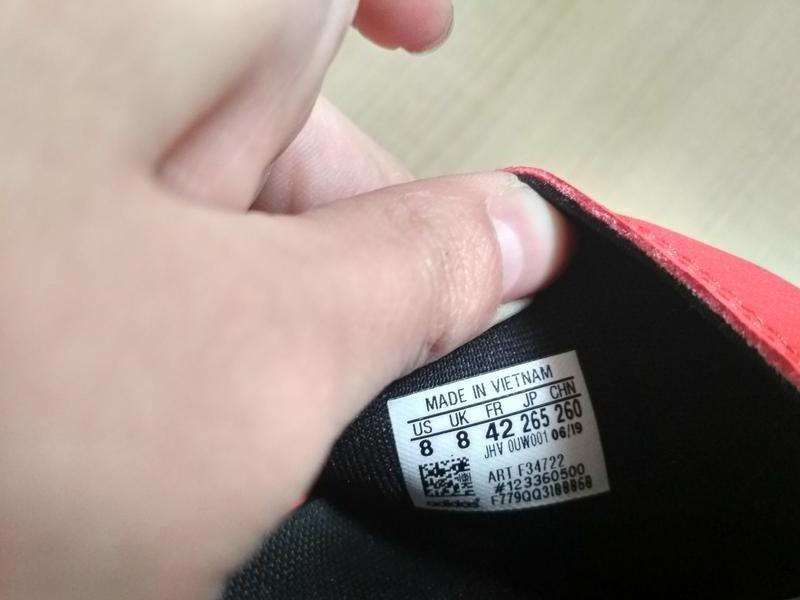 MADE IN VIETNAM
US UK FR JP CHN
8 8 42 265 260
JHV 0UW001 06/19
ART F34722
#123360500
F779QQ3I88868
adidas